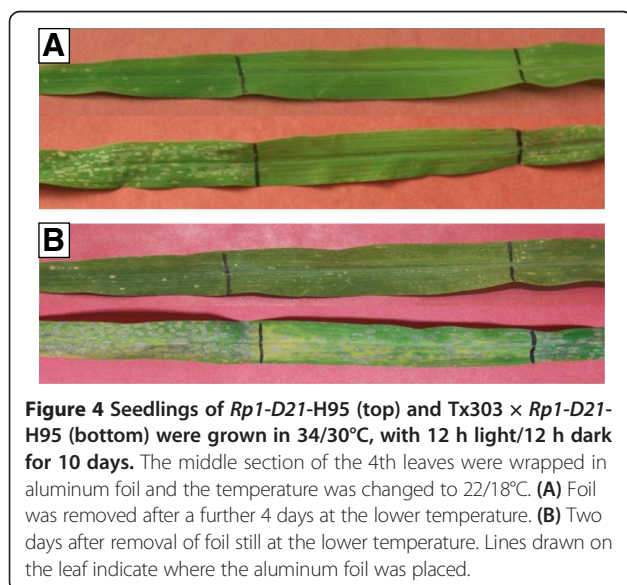 A
B
Figure 4 Seedlings of Rp1-D21-H95 (top) and Tx303 × Rp1-D21-
H95 (bottom) were grown in 34/30°C, with 12 h light/12 h dark
for 10 days. The middle section of the 4th leaves were wrapped in
aluminum foil and the temperature was changed to 22/18°C. (A) Foil
was removed after a further 4 days at the lower temperature. (B) Two
days after removal of foil still at the lower temperature. Lines drawn on
the leaf indicate where the aluminum foil was placed.